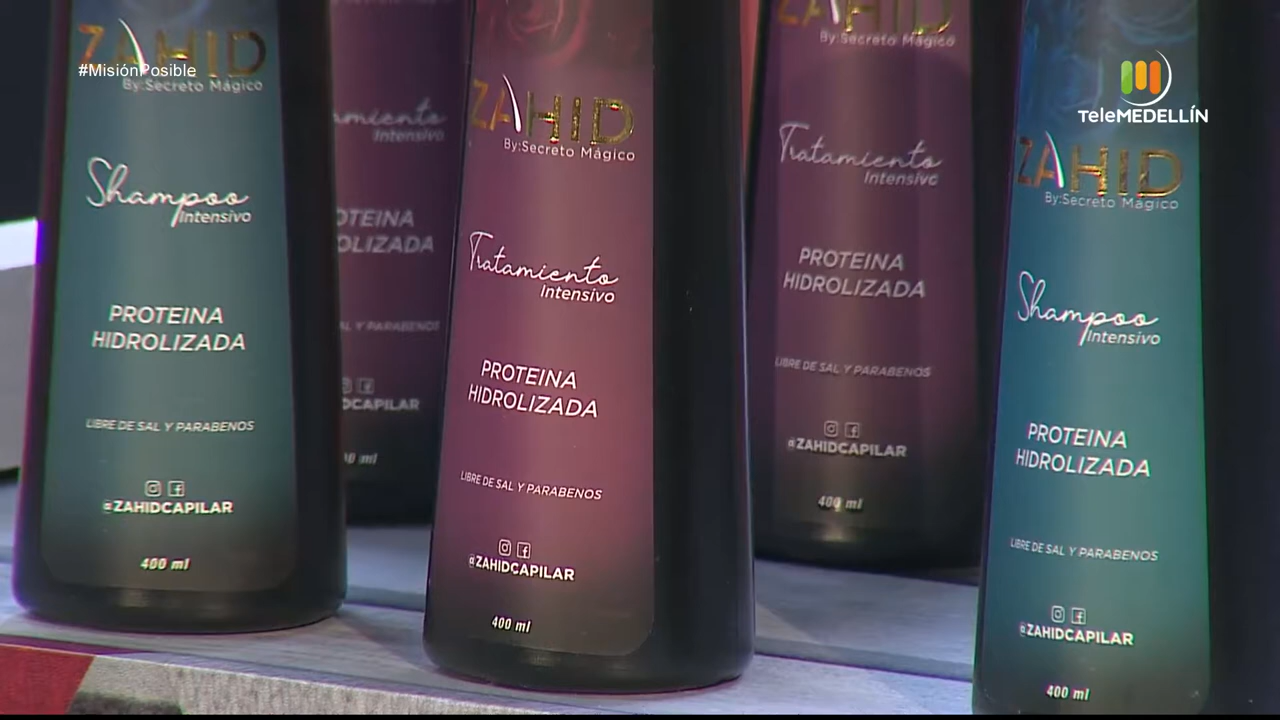 #MisiónPosible
TeleMEDELLÍN
ZAHID
By:Secreto Mágico
Shampoo
Intensivo
PROTEINA
HIDROLIZADA
LIBRE DE SAL Y PARABENOS
@ZAHIDCAPILAR
400 ml
Intensivo
ZAHID
By:Secreto Mágico
Tratamiento
Intensivo
PROTEINA
HIDROLIZADA
LIBRE DE SAL Y PARABENOS
@ZAHIDCAPILAR
400 ml
ZAHID
By:Secreto Mágico
Tratamiento
Intensivo
PROTEINA
HIDROLIZADA
LIBRE DE SAL Y PARABENOS
@ZAHIDCAPILAR
400 ml
ZAHID
By:Secreto Mágico
Shampoo
Intensivo
PROTEINA
HIDROLIZADA
LIBRE DE SAL Y PARABENOS
@ZAHIDCAPILAR
400 ml